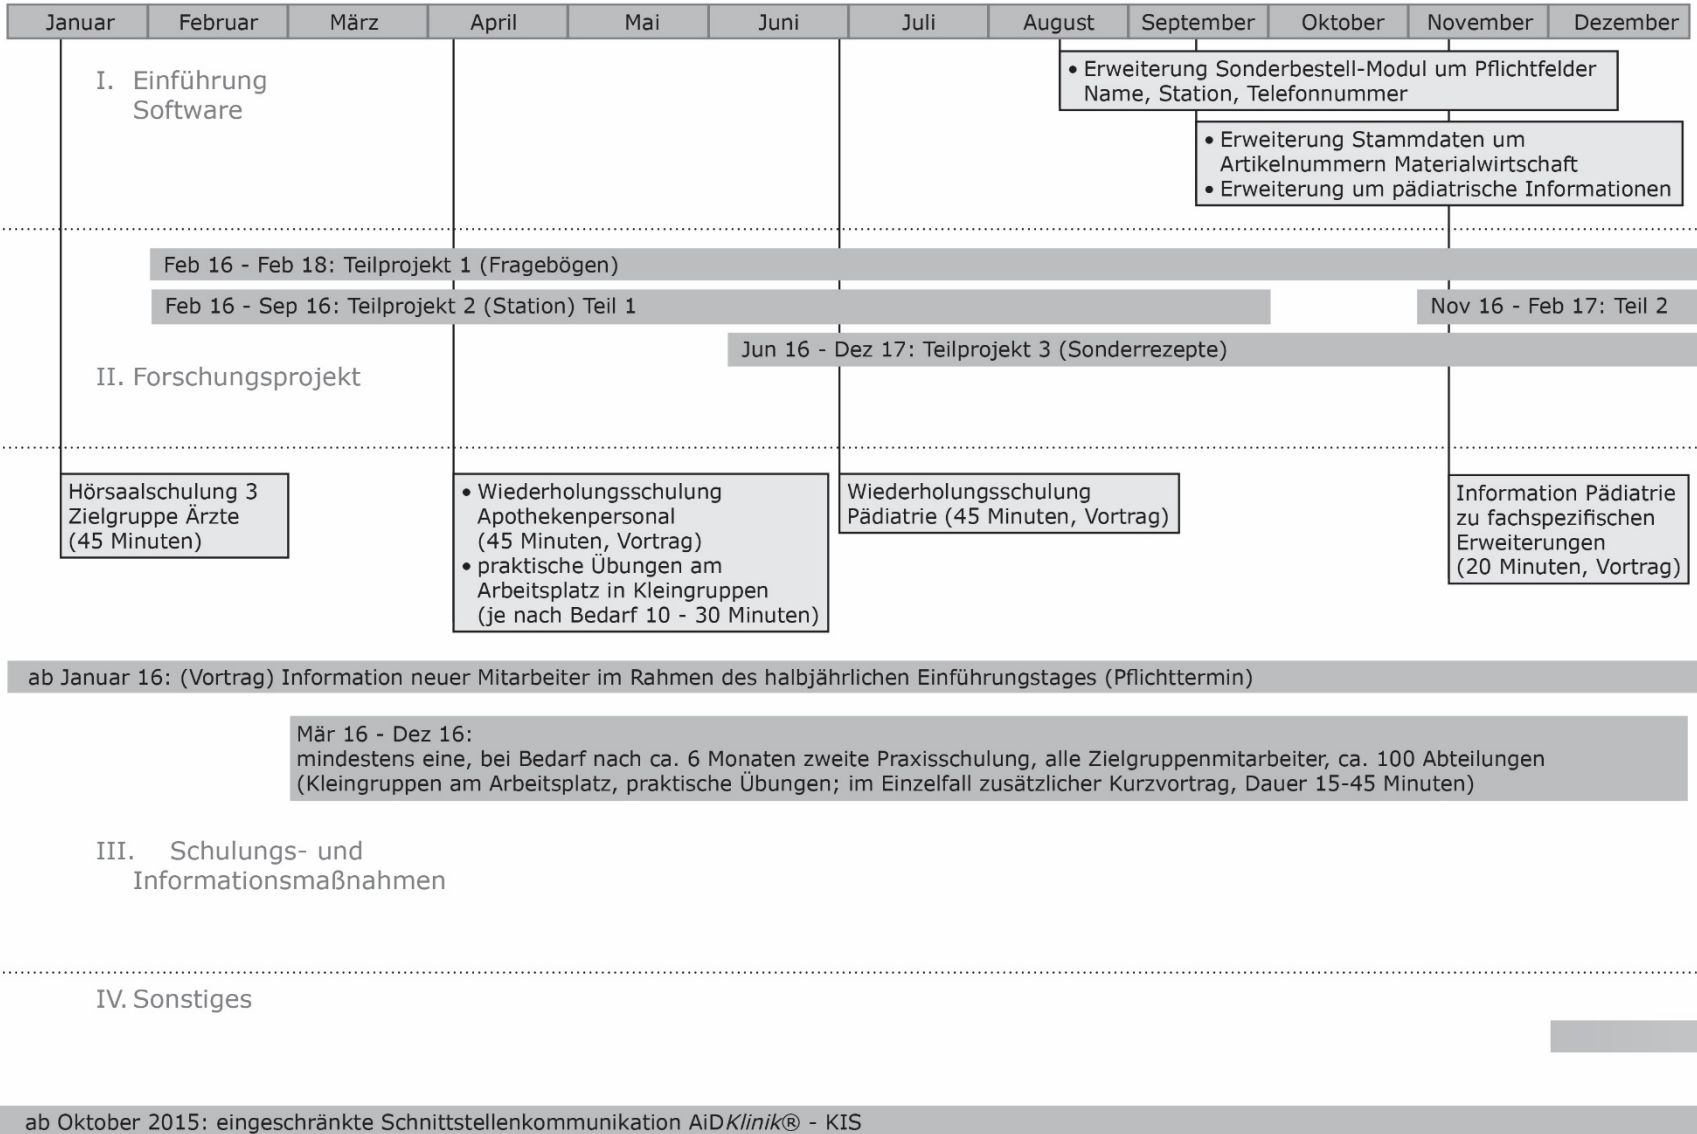 Januar Februar März April Mai Juni Juli August September Oktober November Dezember
I. Einführung
Software
• Erweiterung Sonderbestell-Modul um Pflichtfelder
Name, Station, Telefonnummer
• Erweiterung Stammdaten um
Artikelnummern Materialwirtschaft
• Erweiterung um pädiatrische Informationen
Feb 16 - Feb 18: Teilprojekt 1 (Fragebögen)
Feb 16 - Sep 16: Teilprojekt 2 (Station) Teil 1
Nov 16 - Feb 17: Teil 2
Jun 16 - Dez 17: Teilprojekt 3 (Sonderrezepte)
II. Forschungsprojekt
Hörsaalschulung 3
Zielgruppe Ärzte
(45 Minuten)
• Wiederholungsschulung
Apothekenpersonal
(45 Minuten, Vortrag)
• praktische Übungen am
Arbeitsplatz in Kleingruppen
(je nach Bedarf 10 - 30 Minuten)
Wiederholungsschulung
Pädiatrie (45 Minuten, Vortrag)
Information Pädiatrie
zu fachspezifischen
Erweiterungen
(20 Minuten, Vortrag)
ab Januar 16: (Vortrag) Information neuer Mitarbeiter im Rahmen des halbjährlichen Einführungstages (Pflichttermin)
Mär 16 - Dez 16:
mindestens eine, bei Bedarf nach ca. 6 Monaten zweite Praxisschulung, alle Zielgruppenmitarbeiter, ca. 100 Abteilungen
(Kleingruppen am Arbeitsplatz, praktische Übungen; im Einzelfall zusätzlicher Kurzvortrag, Dauer 15-45 Minuten)
III. Schulungs- und
Informationsmaßnahmen
IV. Sonstiges
ab Oktober 2015: eingeschränkte Schnittstellenkommunikation AiDKlinik® - KIS